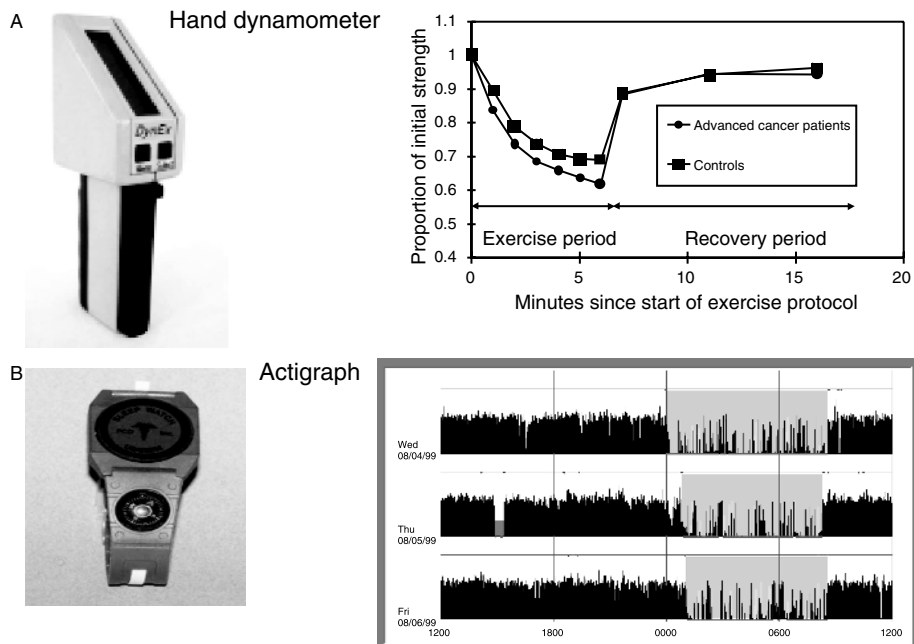 A
Hand dynamometer
DynEx
1.1
1
0.9
0.8
0.7
0.6
0.5
0.4
Proportion of initial strength
Advanced cancer patients
Controls
Exercise period
Recovery period
0
5
10
15
20
Minutes since start of exercise protocol
B
Actigraph
SLEEP WATCH
Wed
08/04/99
Thu
08/05/99
Fri
08/06/99
1200
1800
0000
0600
1200